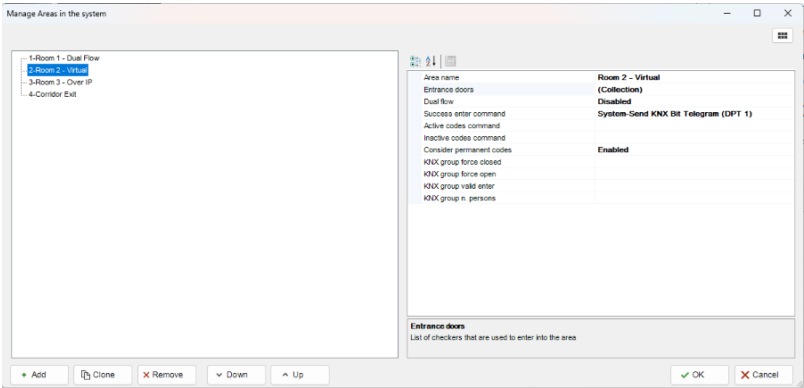 Manage Areas in the system
1-Room 1 - Dual Flow
2-Room 2 - Virtual
3-Room 3 - Over IP
4-Corridor Exit
Area name Room 2 - Virtual
Entrance doors (Collection)
Dual flow Disabled
Success enter command System-Send KNX Bit Telegram (DPT 1)
Active codes command
Inactive codes command
Consider permanent codes Enabled
KNX group force closed
KNX group force open
KNX group valid enter
KNX group n. persons
Entrance doors
List of checkers that are used to enter into the area
Add Clone Remove Down Up OK Cancel